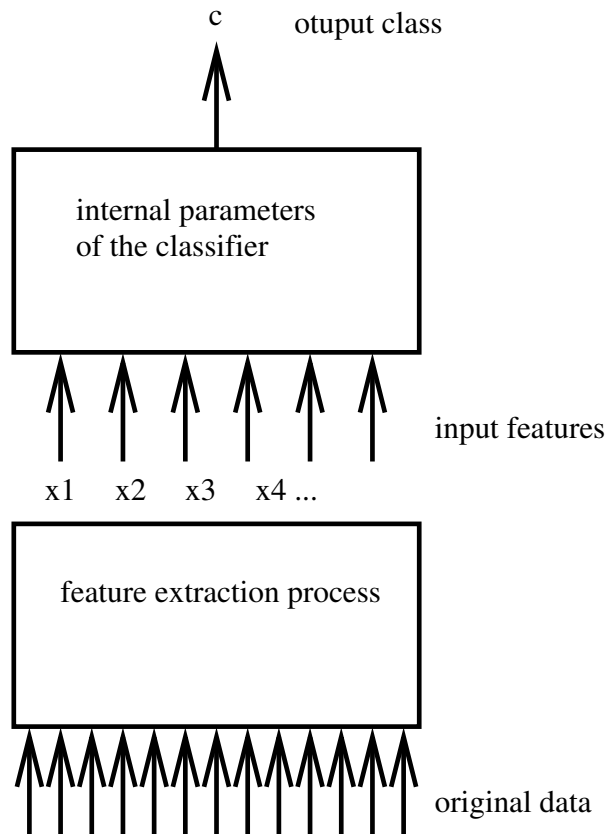 c
otuput class
internal parameters
of the classifier
input features
x1 x2 x3 x4 ...
feature extraction process
original data